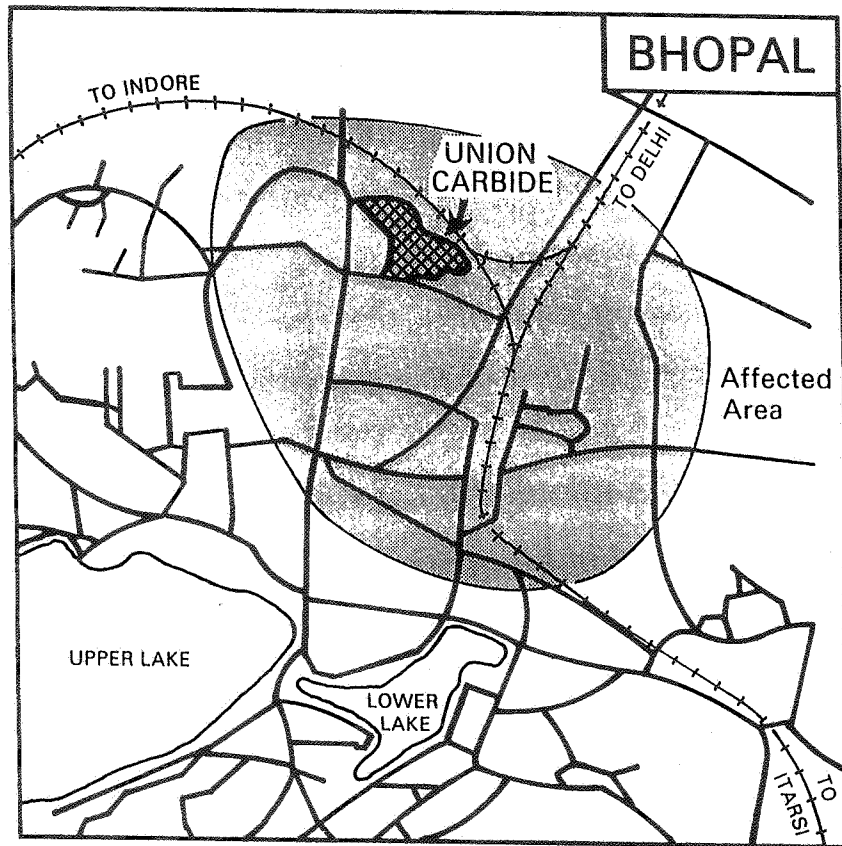 BHOPAL
TO INDORE
UNION
CARBIDE
TO DELHI
Affected
Area
UPPER LAKE
LOWER
LAKE
TO
ITARSI